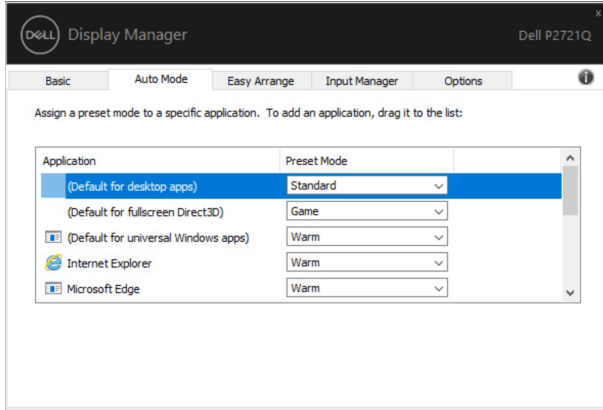 DELL Display Manager
x
Dell P2721Q
Basic Auto Mode Easy Arrange Input Manager Options i
Assign a preset mode to a specific application. To add an application, drag it to the list:
Application Preset Mode
(Default for desktop apps) Standard
(Default for fullscreen Direct3D) Game
(Default for universal Windows apps) Warm
Internet Explorer Warm
Microsoft Edge Warm